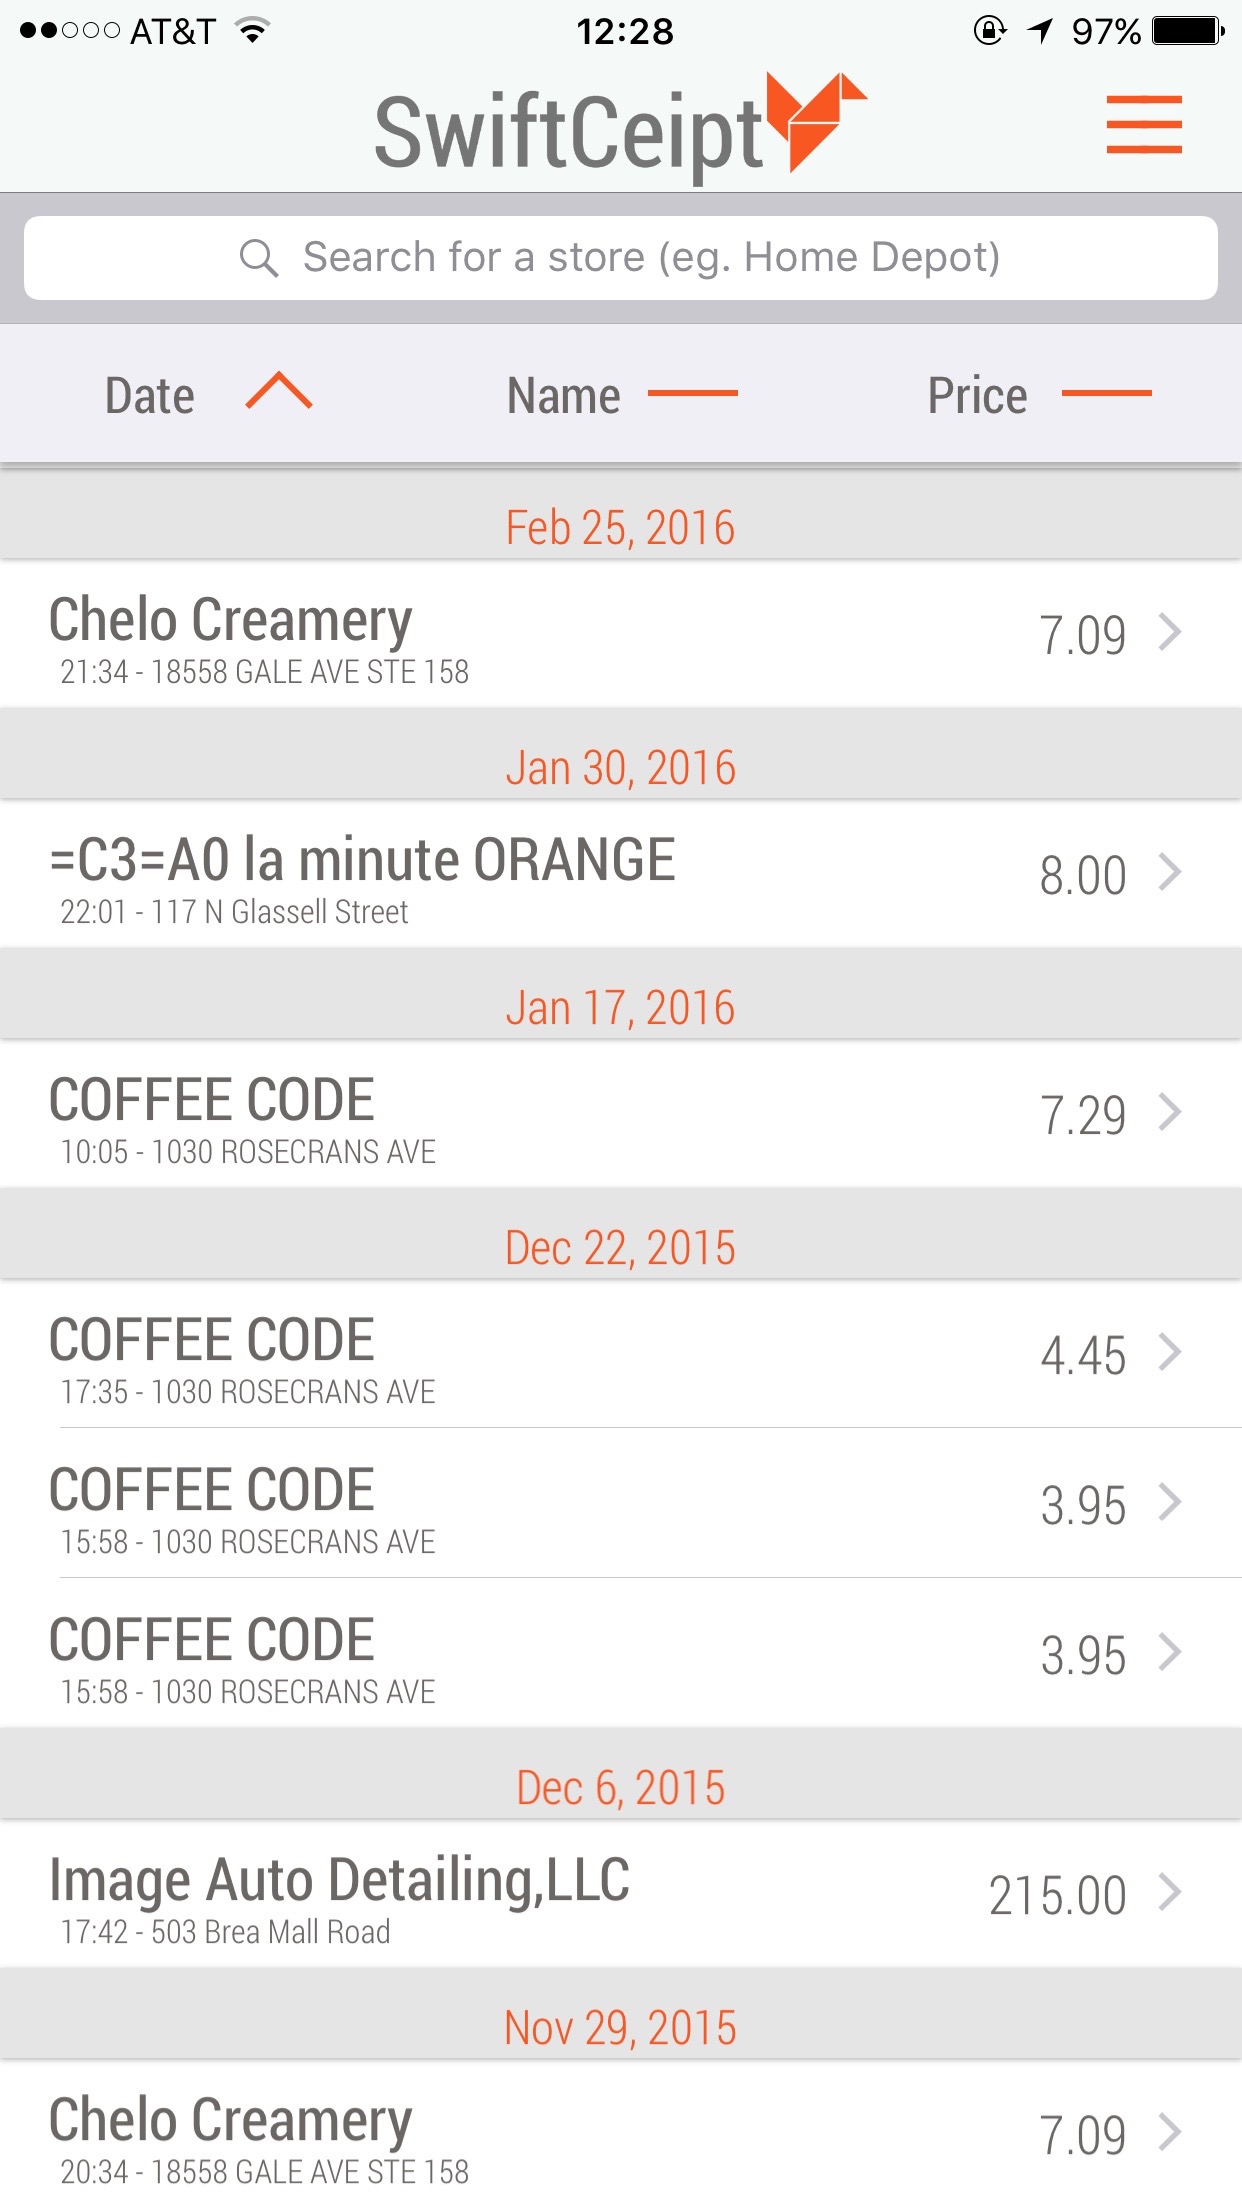 AT&T 12:28 97%
SwiftCeipt
Search for a store (eg. Home Depot)
Date Name Price
Feb 25, 2016
Chelo Creamery 7.09
21:34 - 18558 GALE AVE STE 158
Jan 30, 2016
=C3=A0 la minute ORANGE 8.00
22:01 - 117 N Glassell Street
Jan 17, 2016
COFFEE CODE 7.29
10:05 - 1030 ROSECRANS AVE
Dec 22, 2015
COFFEE CODE 4.45
17:35 - 1030 ROSECRANS AVE
COFFEE CODE 3.95
15:58 - 1030 ROSECRANS AVE
COFFEE CODE 3.95
15:58 - 1030 ROSECRANS AVE
Dec 6, 2015
Image Auto Detailing,LLC 215.00
17:42 - 503 Brea Mall Road
Nov 29, 2015
Chelo Creamery 7.09
20:34 - 18558 GALE AVE STE 158